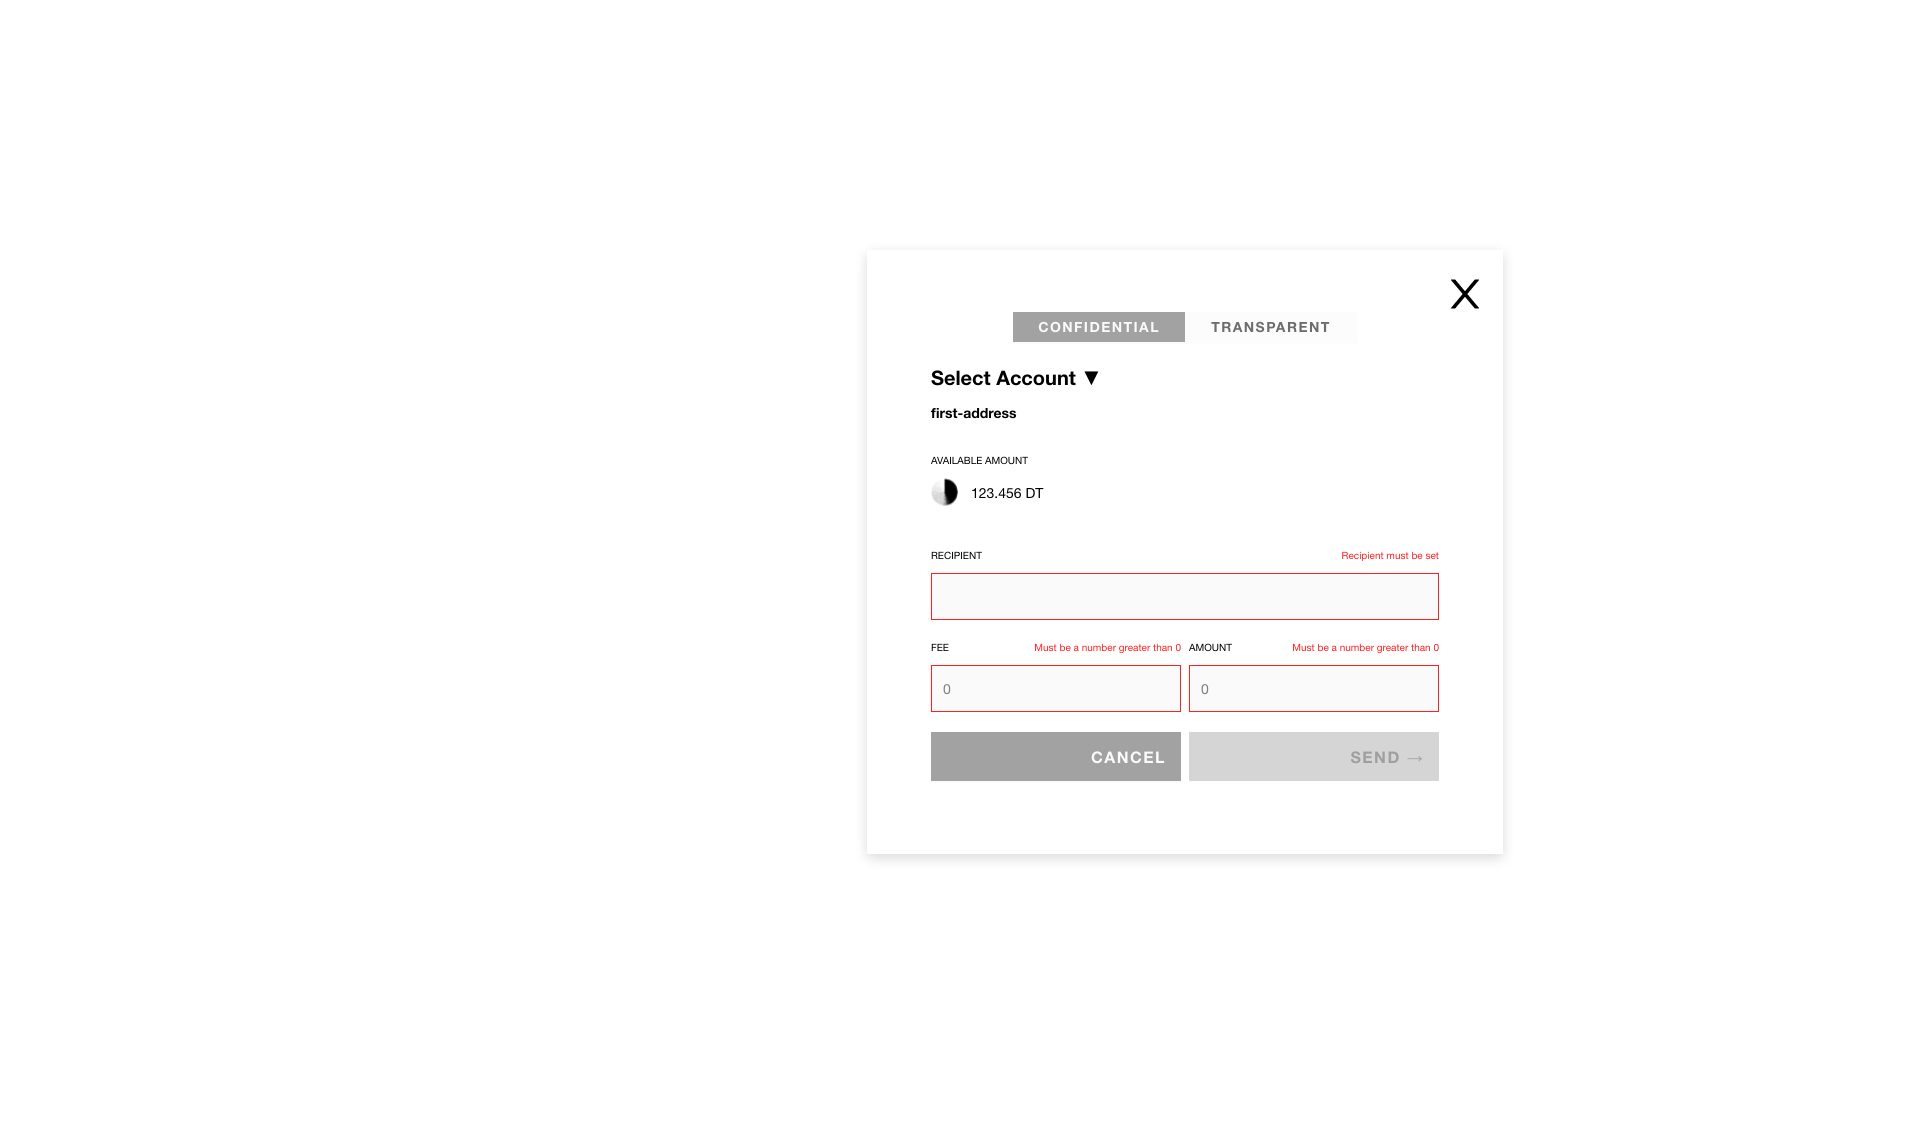 X
CONFIDENTIAL TRANSPARENT
Select Account ▼
first-address
AVAILABLE AMOUNT
123.456 DT
RECIPIENT Recipient must be set
FEE Must be a number greater than 0 AMOUNT Must be a number greater than 0
0 0
CANCEL SEND →